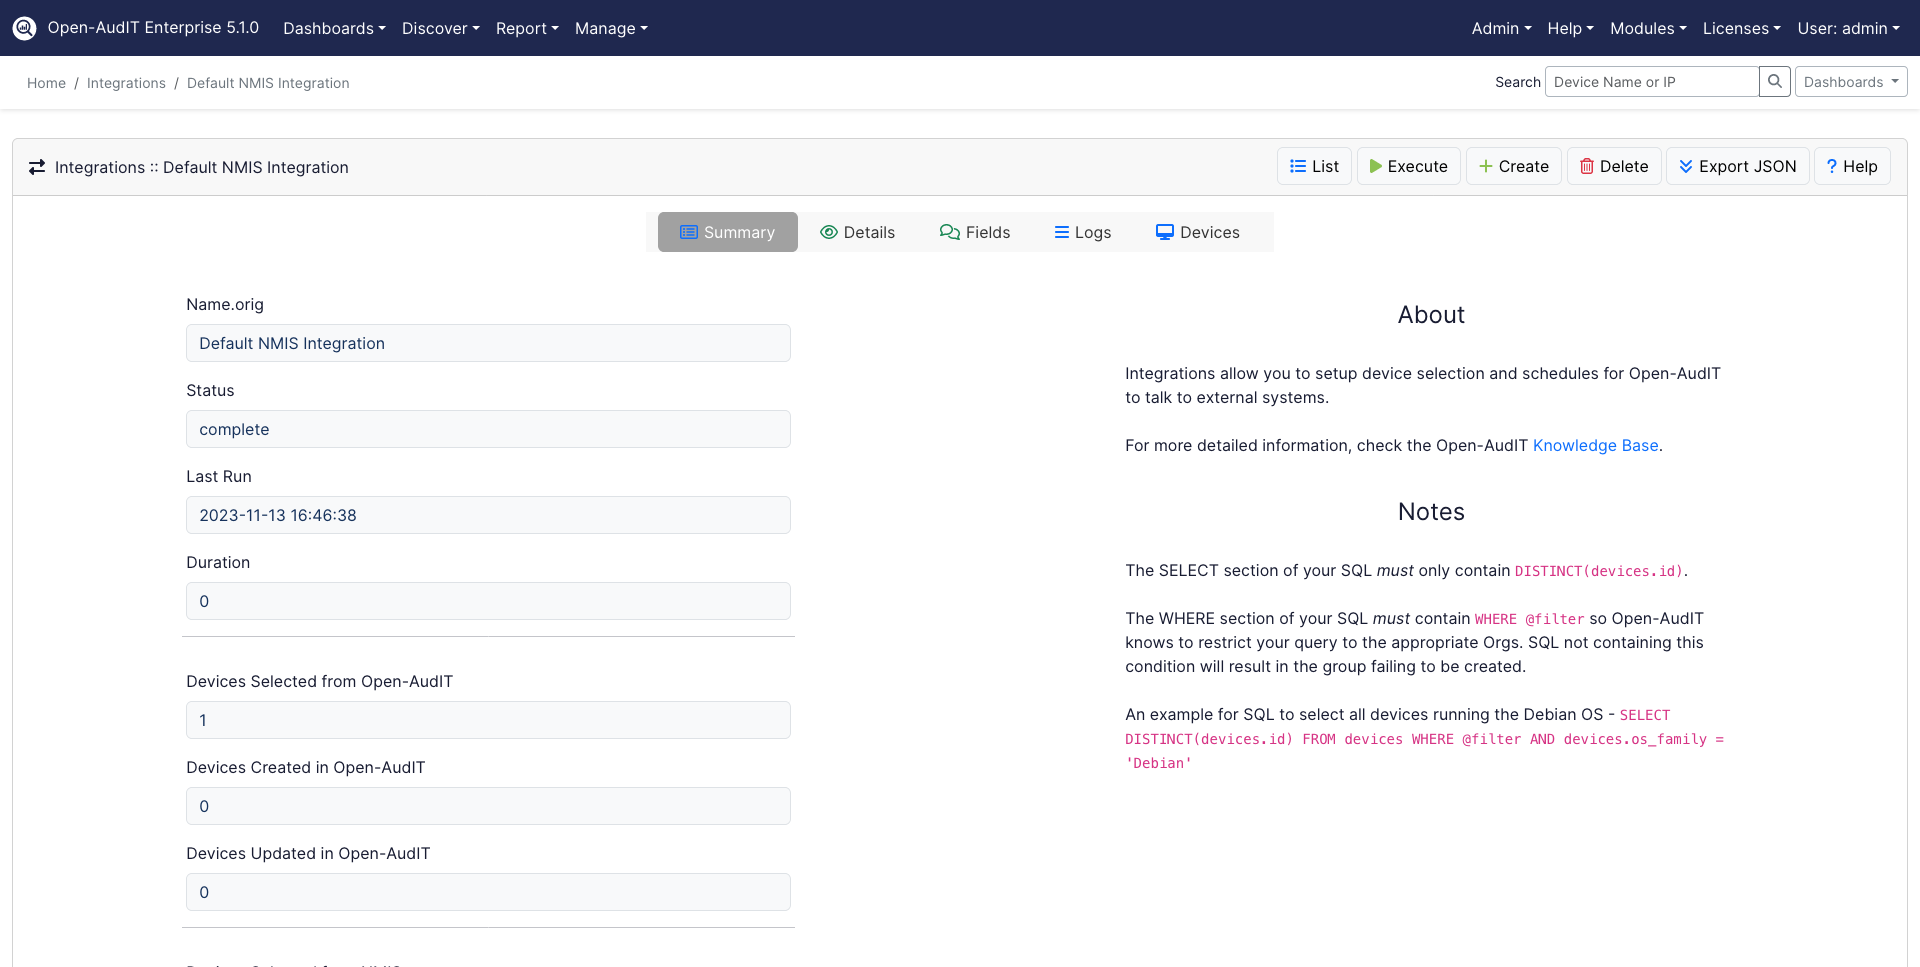 Open-AudIT Enterprise 5.1.0 Dashboards Discover Report Manage Admin Help Modules Licenses User: admin
Home / Integrations / Default NMIS Integration Search Device Name or IP Dashboards
Integrations :: Default NMIS Integration List Execute Create Delete Export JSON ? Help
Summary Details Fields Logs Devices
Name.orig
Default NMIS Integration
Status
complete
Last Run
2023-11-13 16:46:38
Duration
0
Devices Selected from Open-AudIT
1
Devices Created in Open-AudIT
0
Devices Updated in Open-AudIT
0
About
Integrations allow you to setup device selection and schedules for Open-AudIT
to talk to external systems.
For more detailed information, check the Open-AudIT Knowledge Base.
Notes
The SELECT section of your SQL must only contain DISTINCT(devices.id).
The WHERE section of your SQL must contain WHERE @filter so Open-AudIT
knows to restrict your query to the appropriate Orgs. SQL not containing this
condition will result in the group failing to be created.
An example for SQL to select all devices running the Debian OS - SELECT
DISTINCT(devices.id) FROM devices WHERE @filter AND devices.os_family =
'Debian'